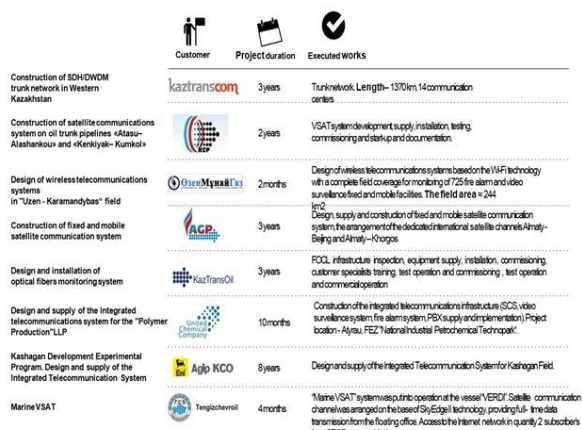 Customer
Project duration
Executed works
Construction of SDH/DWDM
trunk network in Western
Kazakhstan
kaztranscom
3 years
Trunk network. Length – 1370 km, 14 communication
centers
Construction of satellite communications
system on oil trunk pipelines «Atasu–
Alashankou» and «Kenkiyak– Kumkol»
KCP
2 years
VSAT system development, supply, installation, testing,
commissioning and start-up and documentation.
Design of wireless telecommunications
systems
in "Uzen - Karamandybas" field
ӨзенМұнайГаз
2 months
Design of wireless telecommunications systems based on the Wi-Fi technology
with a complete field coverage for monitoring of 725 fire alarm and video
surveillance fixed and mobile facilities. The field area = 244
km2
Construction of fixed and mobile
satellite communication system
AGP
3 years
Design, supply and construction of fixed and mobile satellite communication
system, the arrangement of the dedicated international satellite channels Almaty -
Beijing and Almaty – Khorgos
Design and installation of
optical fibers monitoring system
KazTransOil
3 years
FOCL infrastructure inspection, equipment supply, installation, commissioning,
customer specialists training, test operation and commissioning , test operation
and commercial operation
Design and supply of the Integrated
telecommunications system for the "Polymer
Production" LLP
United
Chemical
Company
10 months
Construction of the integrated telecommunications infrastructure (SCS, video
surveillance system, fire alarm system, PBX supply and implementation). Project
location - Atyrau, FEZ "National Industrial Petrochemical Technopark".
Kashagan Development Experimental
Program. Design and supply of the
Integrated Telecommunication System
Eni
Agip KCO
8 years
Design and supply of the Integrated Telecommunication System for Kashagan Field.
Marine VSAT
Tengizchevroil
4 months
"Marine VSAT" system was put into operation at the vessel "VERDI". Satellite communication
channel was arranged on the base of SkyEdge II technology, providing full- time data
transmission from the floating office. Access to the Internet network in quantity 2 subscribers